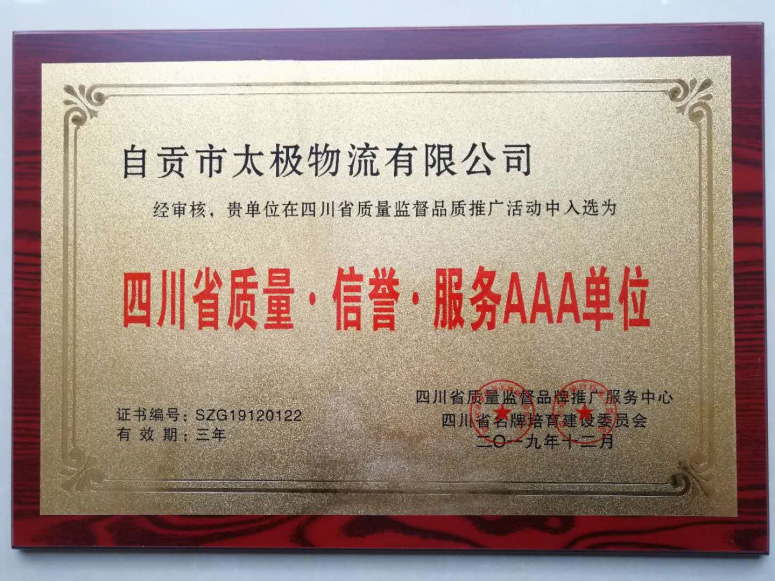 自贡市太极物流有限公司
经审核，贵单位在四川省质量监督品质推广活动中入选为
四川省质量·信誉·服务AAA单位
四川省质量监督品牌推广服务中心
证书编号：SZG19120122
四川省名牌培育建设委员会
有效期：三年
二〇一九年十二月